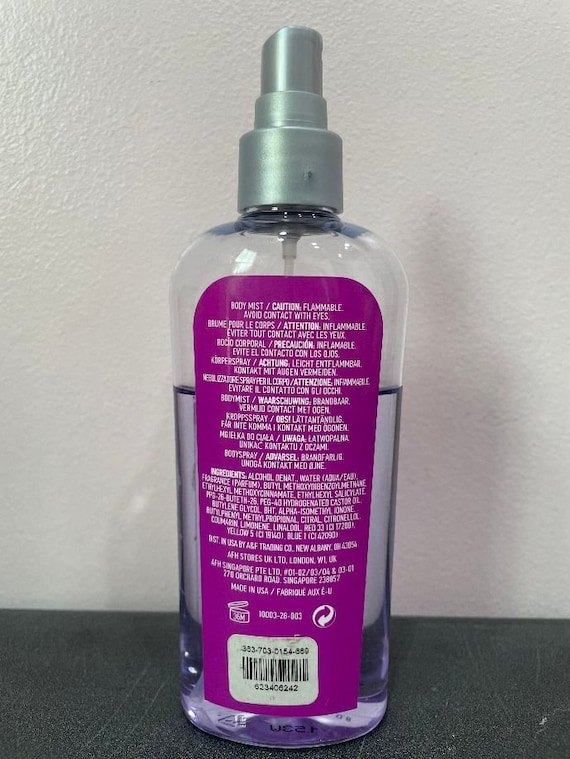 BODY MIST / CAUTION: FLAMMABLE.
AVOID CONTACT WITH EYES.
BRUME POUR LE CORPS / ATTENTION: INFLAMMABLE.
ÉVITER TOUT CONTACT AVEC LES YEUX.
ROCÍO CORPORAL / PRECAUCIÓN: INFLAMABLE.
EVITE EL CONTACTO CON LOS OJOS.
KÖRPERSPRAY / ACHTUNG: LEICHT ENTFLAMMBAR.
KONTAKT MIT AUGEN VERMEIDEN.
NEBULIZZATORE SPRAY PER IL CORPO/ATTENZIONE: INFIAMMABILE.
EVITARE IL CONTATTO CON GLI OCCHI.
BODYMIST / WAARSCHUWING: BRANDBAAR.
VERMIJD CONTACT MET OGEN.
KROPPSSPRAY / OBS! LÄTTANTÄNDLIG.
FÅR INTE KOMMA I KONTAKT MED ÖGONEN.
MGIEŁKA DO CIAŁA / UWAGA: ŁATWOPALNA.
UNIKAĆ KONTAKTU Z OCZAMI.
BODYSPRAY / ADVARSEL: BRANDFARLIG.
UNDGÅ KONTAKT MED ØJNE.
INGREDIENTS: ALCOHOL DENAT., WATER (AQUA/EAU),
FRAGRANCE (PARFUM), BUTYL METHOXYDIBENZOYLMETHANE,
ETHYLHEXYL METHOXYCINNAMATE, ETHYLHEXYL SALICYLATE,
PPG-26-BUTETH-26, PEG-40 HYDROGENATED CASTOR OIL,
BUTYLENE GLYCOL, BHT, ALPHA-ISOMETHYL IONONE,
BUTYLPHENYL METHYLPROPIONAL, CITRAL, CITRONELLOL,
COUMARIN, LIMONENE, LINALOOL, RED 33 (CI 17200),
YELLOW 5 (CI 19140), BLUE 1 (CI 42090)
DIST. IN USA BY A&F TRADING CO., NEW ALBANY, OH 43054
AFH STORES UK LTD, LONDON, W1, UK
AFH SINGAPORE PTE LTD, #01-02/03/04 & 03-01
270 ORCHARD ROAD, SINGAPORE 238857
MADE IN USA / FABRIQUÉ AUX É-U
36M
10003-28-003
383-703-0154-669
623406242